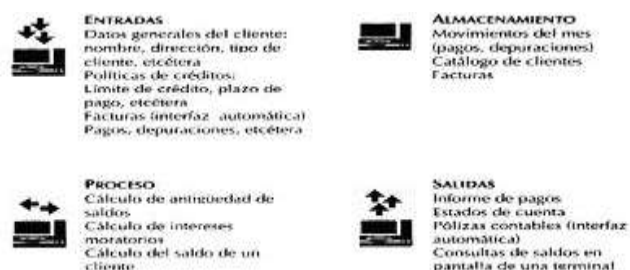 ENTRADAS
Datos generales del cliente:
nombre, dirección, tipo de
cliente, etcétera
Políticas de créditos:
Límite de crédito, plazo de
pago, etcétera
Facturas (interfaz automática)
Pagos, depuraciones, etcétera
ALMACENAMIENTO
Movimientos del mes
(pagos, depuraciones)
Catálogo de clientes
Facturas
PROCESO
Cálculo de antigüedad de
saldos
Cálculo de intereses
moratorios
Cálculo del saldo de un
cliente
SALIDAS
Informe de pagos
Estados de cuenta
Pólizas contables (interfaz
automática)
Consultas de saldos en
pantalla de una terminal